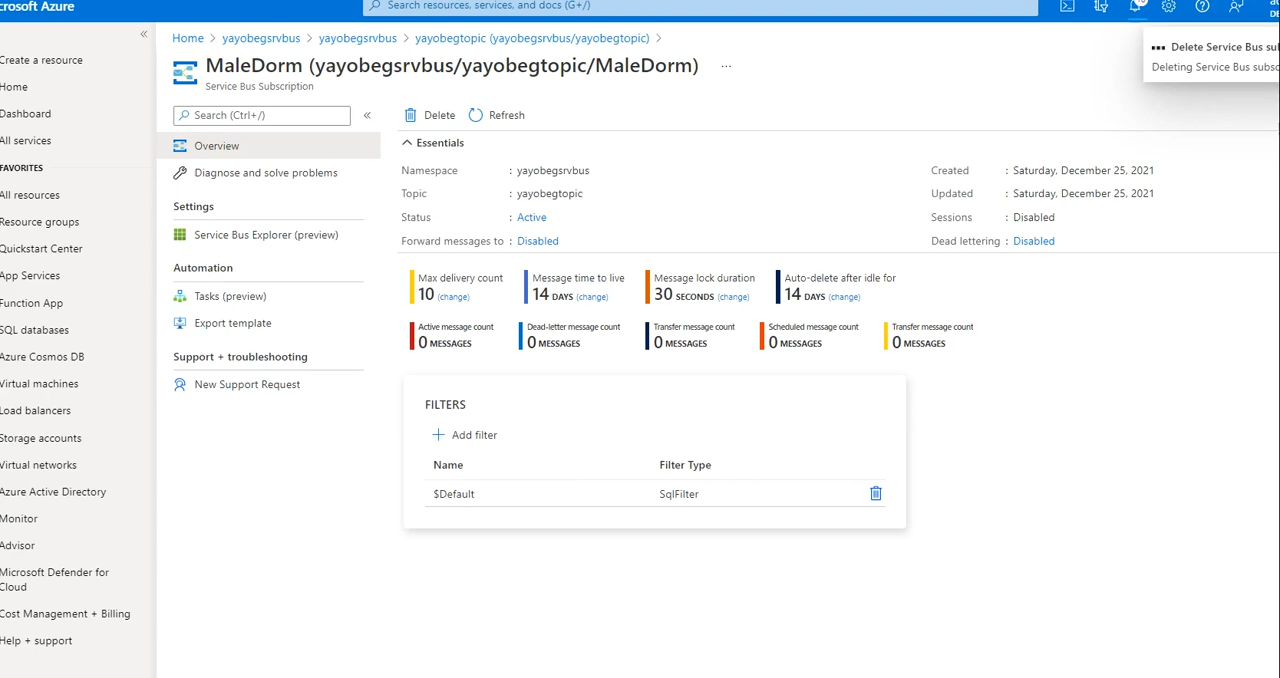 crosoft Azure
Search resources, services, and docs (G+/)
Create a resource
Home
Dashboard
All services
FAVORITES
All resources
Resource groups
Quickstart Center
App Services
Function App
SQL databases
Azure Cosmos DB
Virtual machines
Load balancers
Storage accounts
Virtual networks
Azure Active Directory
Monitor
Advisor
Microsoft Defender for
Cloud
Cost Management + Billing
Help + support
Home > yayobegsrvbus > yayobegsrvbus > yayobegtopic (yayobegsrvbus/yayobegtopic) >
MaleDorm (yayobegsrvbus/yayobegtopic/MaleDorm) ...
Service Bus Subscription
Search (Ctrl+/)
Overview
Diagnose and solve problems
Settings
Service Bus Explorer (preview)
Automation
Tasks (preview)
Export template
Support + troubleshooting
New Support Request
Delete Refresh
Essentials
Namespace : yayobegsrvbus
Topic : yayobegtopic
Status : Active
Forward messages to : Disabled
Created : Saturday, December 25, 2021
Updated : Saturday, December 25, 2021
Sessions : Disabled
Dead lettering : Disabled
Max delivery count
10 (change)
Message time to live
14 DAYS (change)
Message lock duration
30 SECONDS (change)
Auto-delete after idle for
14 DAYS (change)
Active message count
0 MESSAGES
Dead-letter message count
0 MESSAGES
Transfer message count
0 MESSAGES
Scheduled message count
0 MESSAGES
Transfer message count
0 MESSAGES
FILTERS
Add filter
Name Filter Type
$Default SqlFilter
Delete Service Bus sul
Deleting Service Bus subsc